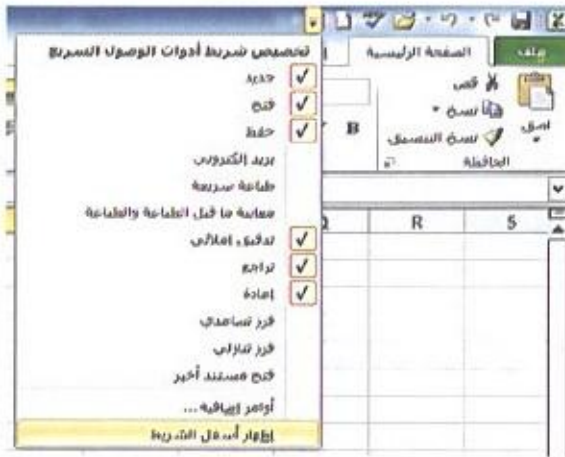 ملف
الصفحة الرئيسية
قص
نسخ
نسخ التنسيق
لصق
الحافظة
B
R
S
تخصيص شريط أدوات الوصول السريع
جديد
فتح
حفظ
بريد إلكتروني
طباعة سريعة
معاينة ما قبل الطباعة والطباعة
تدقيق إملائي
تراجع
إعادة
فرز تصاعدي
فرز تنازلي
فتح مستند أخير
أوامر إضافية...
إظهار أسفل الشريط